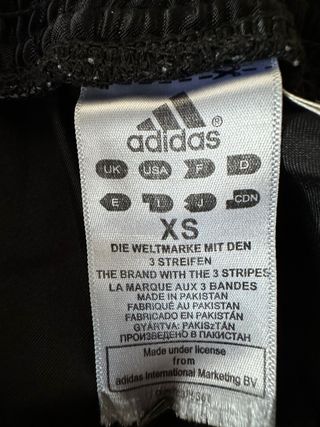 adidas®
UK USA F D
E I J CDN
XS
DIE WELTMARKE MIT DEN
3 STREIFEN
THE BRAND WITH THE 3 STRIPES
LA MARQUE AUX 3 BANDES
MADE IN PAKISTAN
FABRIQUÉ AU PAKISTAN
FABRICADO EN PAKISTÁN
GYÁRTVA: PAKISZTÁN
ПРОИЗВЕДЕНО В ПАКИСТАН
Made under license
from
adidas International Marketing BV